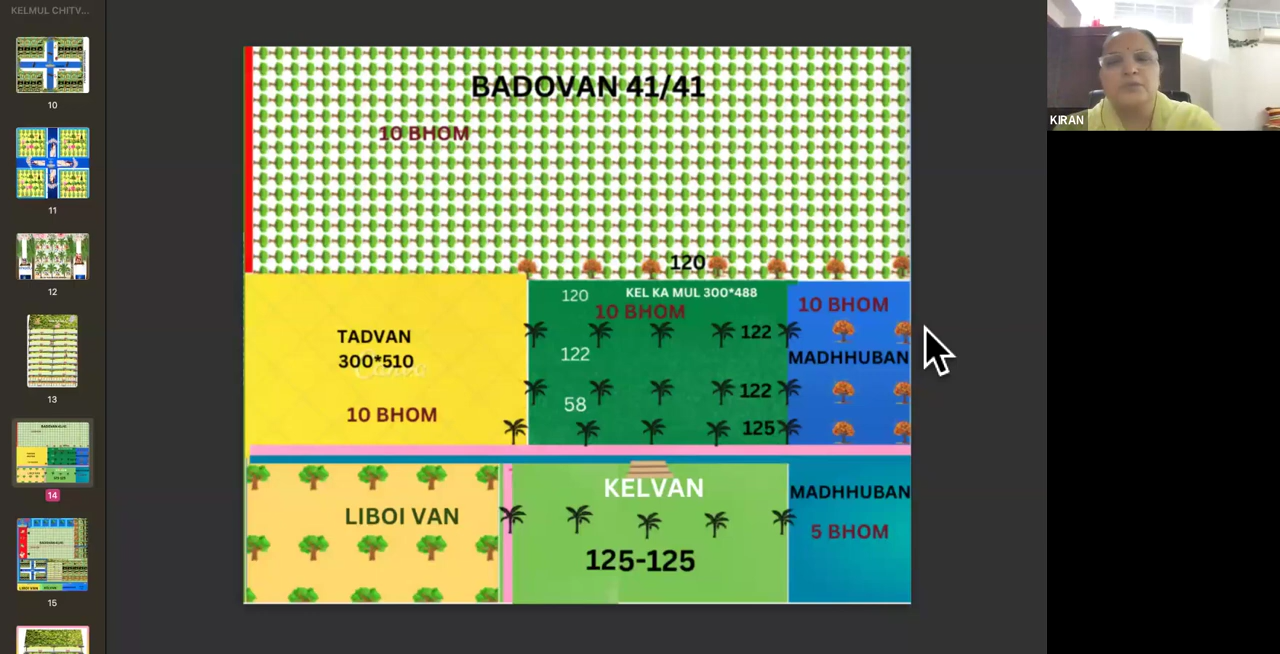 KELMUL CHITV...
10
11
12
13
14
15
BADOVAN 41/41
10 BHOM
120
120
KEL KA MUL 300*488
10 BHOM
10 BHOM
122
TADVAN
300*510
122
MADHHUBAN
Canva
122
58
10 BHOM
125
KELVAN
MADHHUBAN
LIBOI VAN
5 BHOM
125-125
KIRAN